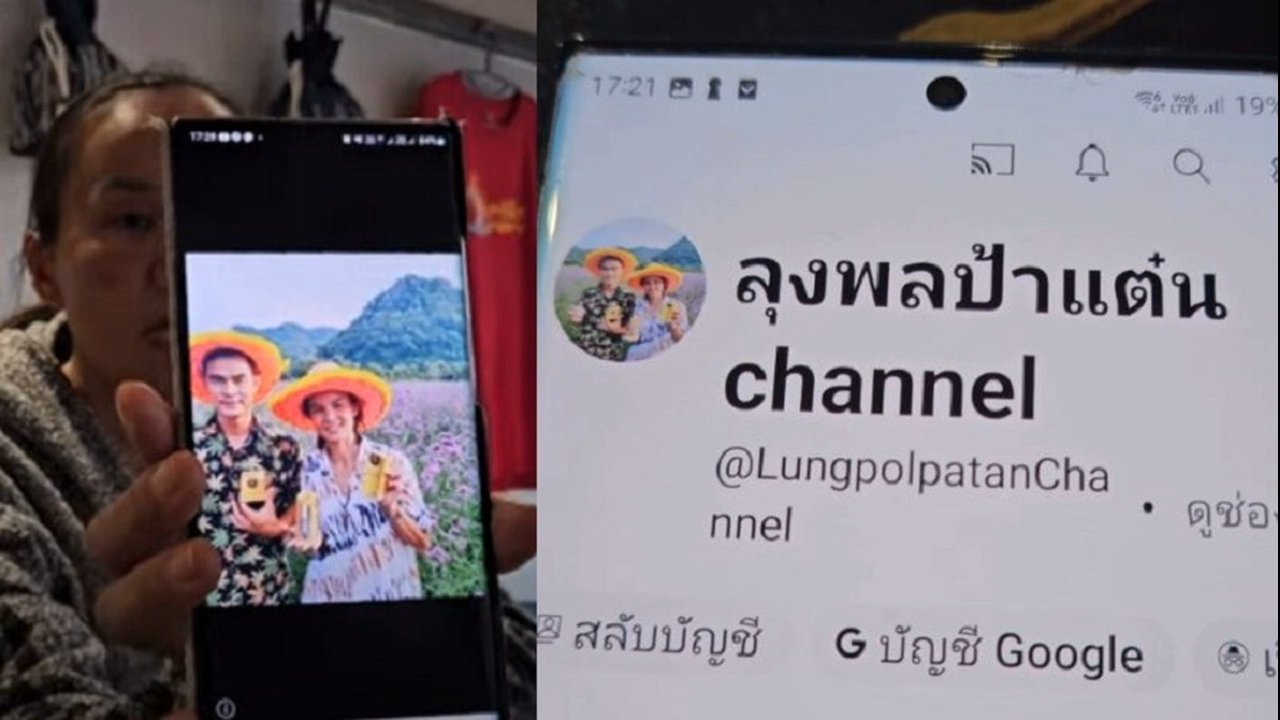 17:21
19%
ลุงพลป้าแต๋น
channel
@LungpolpatanCha
nnel
• ดูช่อง
สลับบัญชี
G บัญชี Google